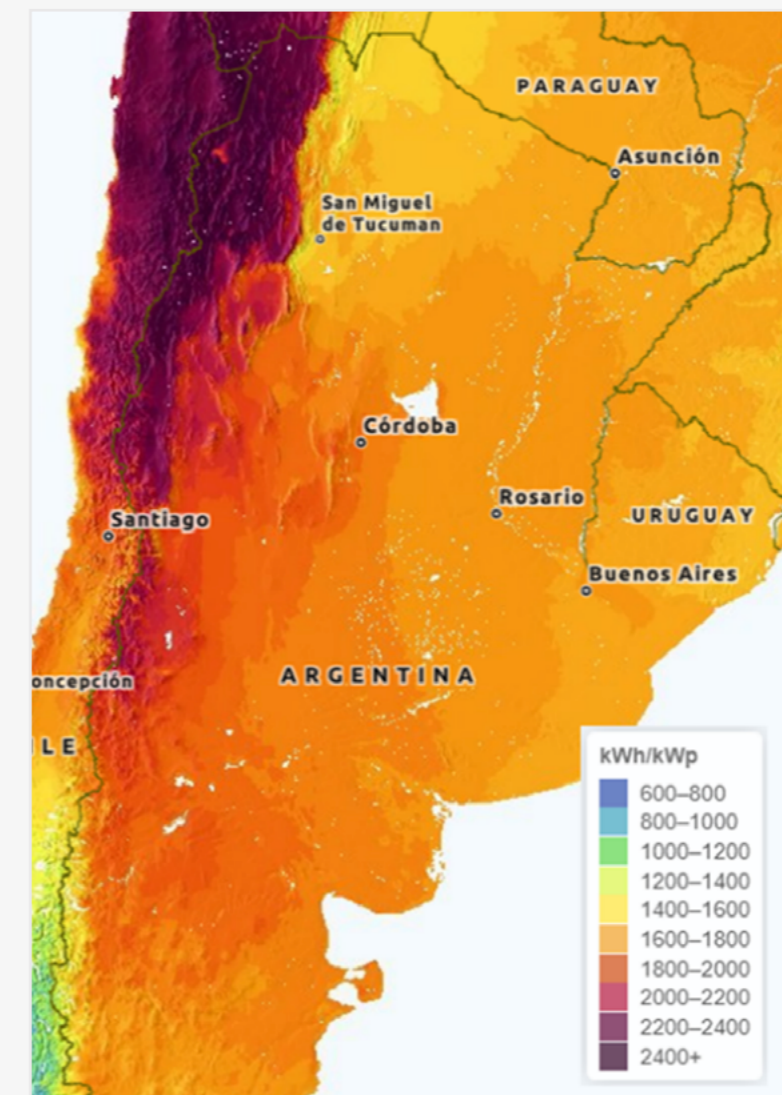 PARAGUAY
Asunción
San Miguel
de Tucuman
Córdoba
Rosario
Santiago
URUGUAY
Buenos Aires
ARGENTINA
oncepción
ILE
kWh/kWp
600–800
800–1000
1000–1200
1200–1400
1400–1600
1600–1800
1800–2000
2000–2200
2200–2400
2400+